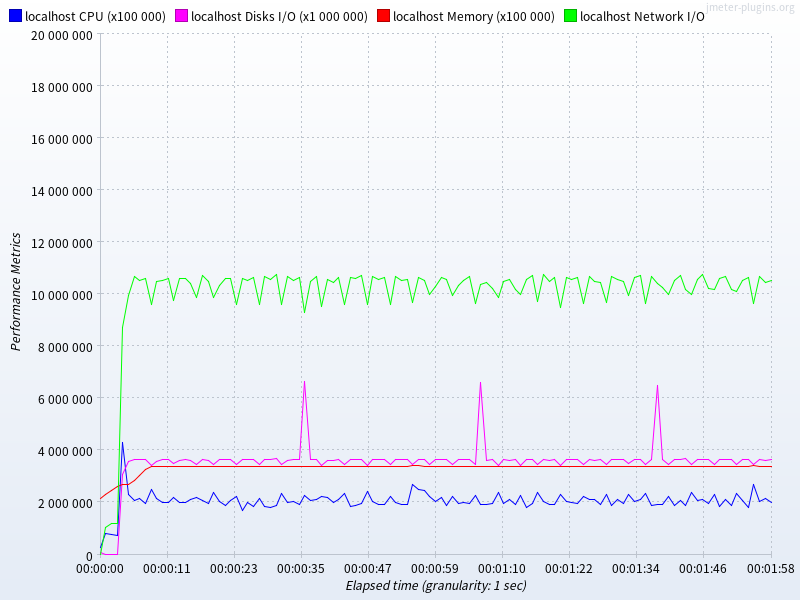 localhost CPU (x100 000) localhost Disks I/O (x1 000 000) localhost Memory (x100 000) localhost Network I/O
jmeter-plugins.org
20 000 000
18 000 000
16 000 000
14 000 000
12 000 000
10 000 000
8 000 000
6 000 000
4 000 000
2 000 000
0
Performance Metrics
00:00:00 00:00:11 00:00:23 00:00:35 00:00:47 00:00:59 00:01:10 00:01:22 00:01:34 00:01:46 00:01:58
Elapsed time (granularity: 1 sec)